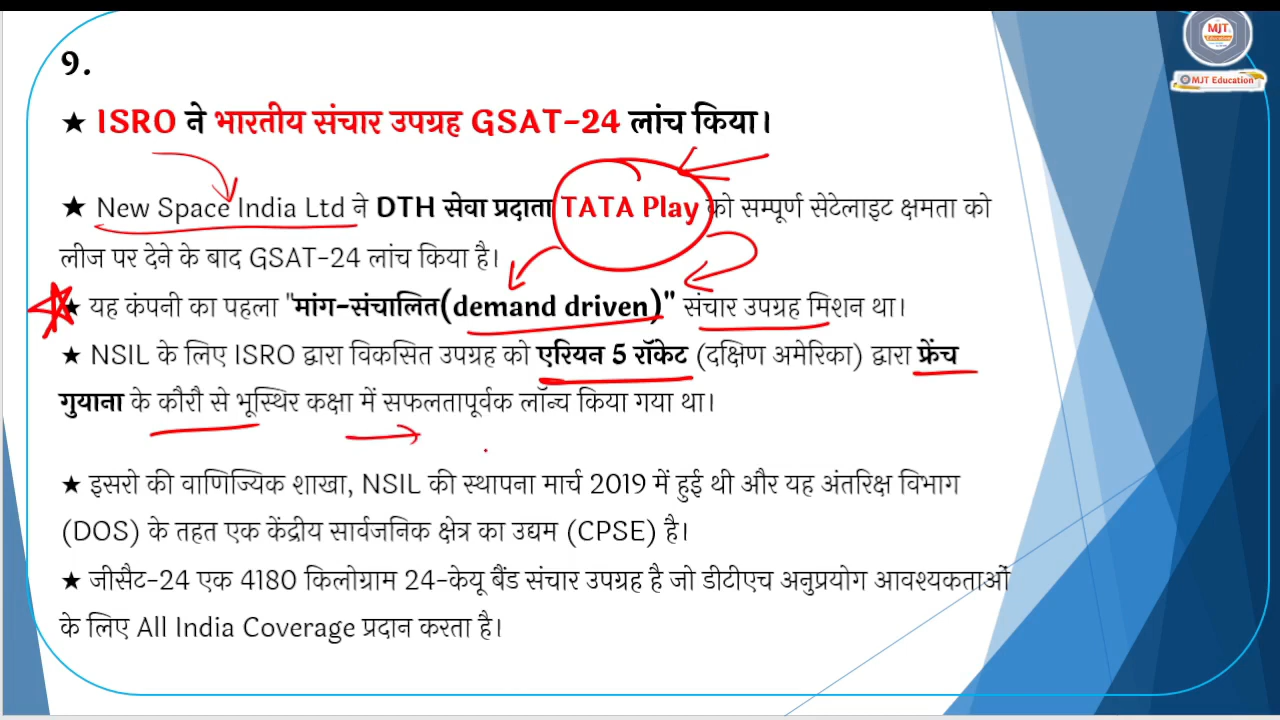 MJT
Education
MJT Education
9.
★ ISRO ने भारतीय संचार उपग्रह GSAT-24 लांच किया।
★ New Space India Ltd ने DTH सेवा प्रदाता TATA Play को सम्पूर्ण सेटेलाइट क्षमता को
लीज पर देने के बाद GSAT-24 लांच किया है।
★ यह कंपनी का पहला "मांग-संचालित(demand driven)" संचार उपग्रह मिशन था।
★ NSIL के लिए ISRO द्वारा विकसित उपग्रह को एरियन 5 रॉकेट (दक्षिण अमेरिका) द्वारा फ्रेंच
गुयाना के कौरौ से भूस्थिर कक्षा में सफलतापूर्वक लॉन्च किया गया था।
★ इसरो की वाणिज्यिक शाखा, NSIL की स्थापना मार्च 2019 में हुई थी और यह अंतरिक्ष विभाग
(DOS) के तहत एक केंद्रीय सार्वजनिक क्षेत्र का उद्यम (CPSE) है।
★ जीसैट-24 एक 4180 किलोग्राम 24-केयू बैंड संचार उपग्रह है जो डीटीएच अनुप्रयोग आवश्यकताओं
के लिए All India Coverage प्रदान करता है।